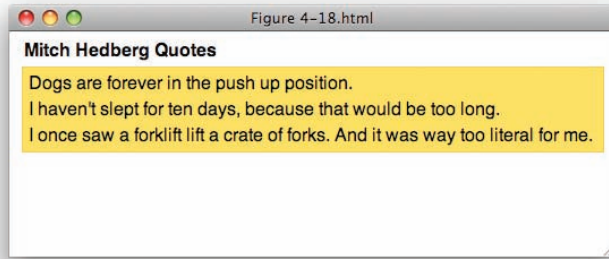 Figure 4–18.html
Mitch Hedberg Quotes
Dogs are forever in the push up position.
I haven't slept for ten days, because that would be too long.
I once saw a forklift lift a crate of forks. And it was way too literal for me.